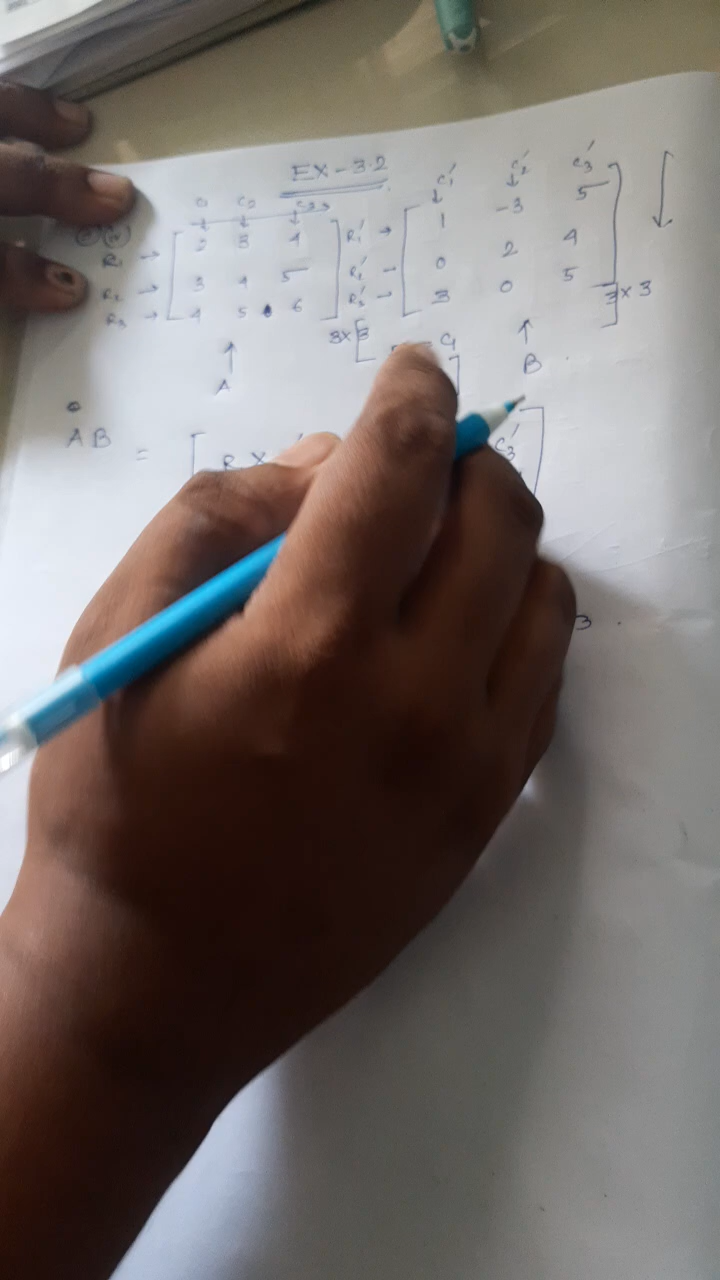 EX-3.2
C₁ C₂ C₁' C₂' C₃'
R₁ → 2 3 4 R₁' → 1 -3 5
R₂ → 3 4 5 R₂' → 0 2 4
R₃ → 4 5 6 R₃' → 3 0 5
3×3 3×3
A B
AB = [ R × C₃' ]
3